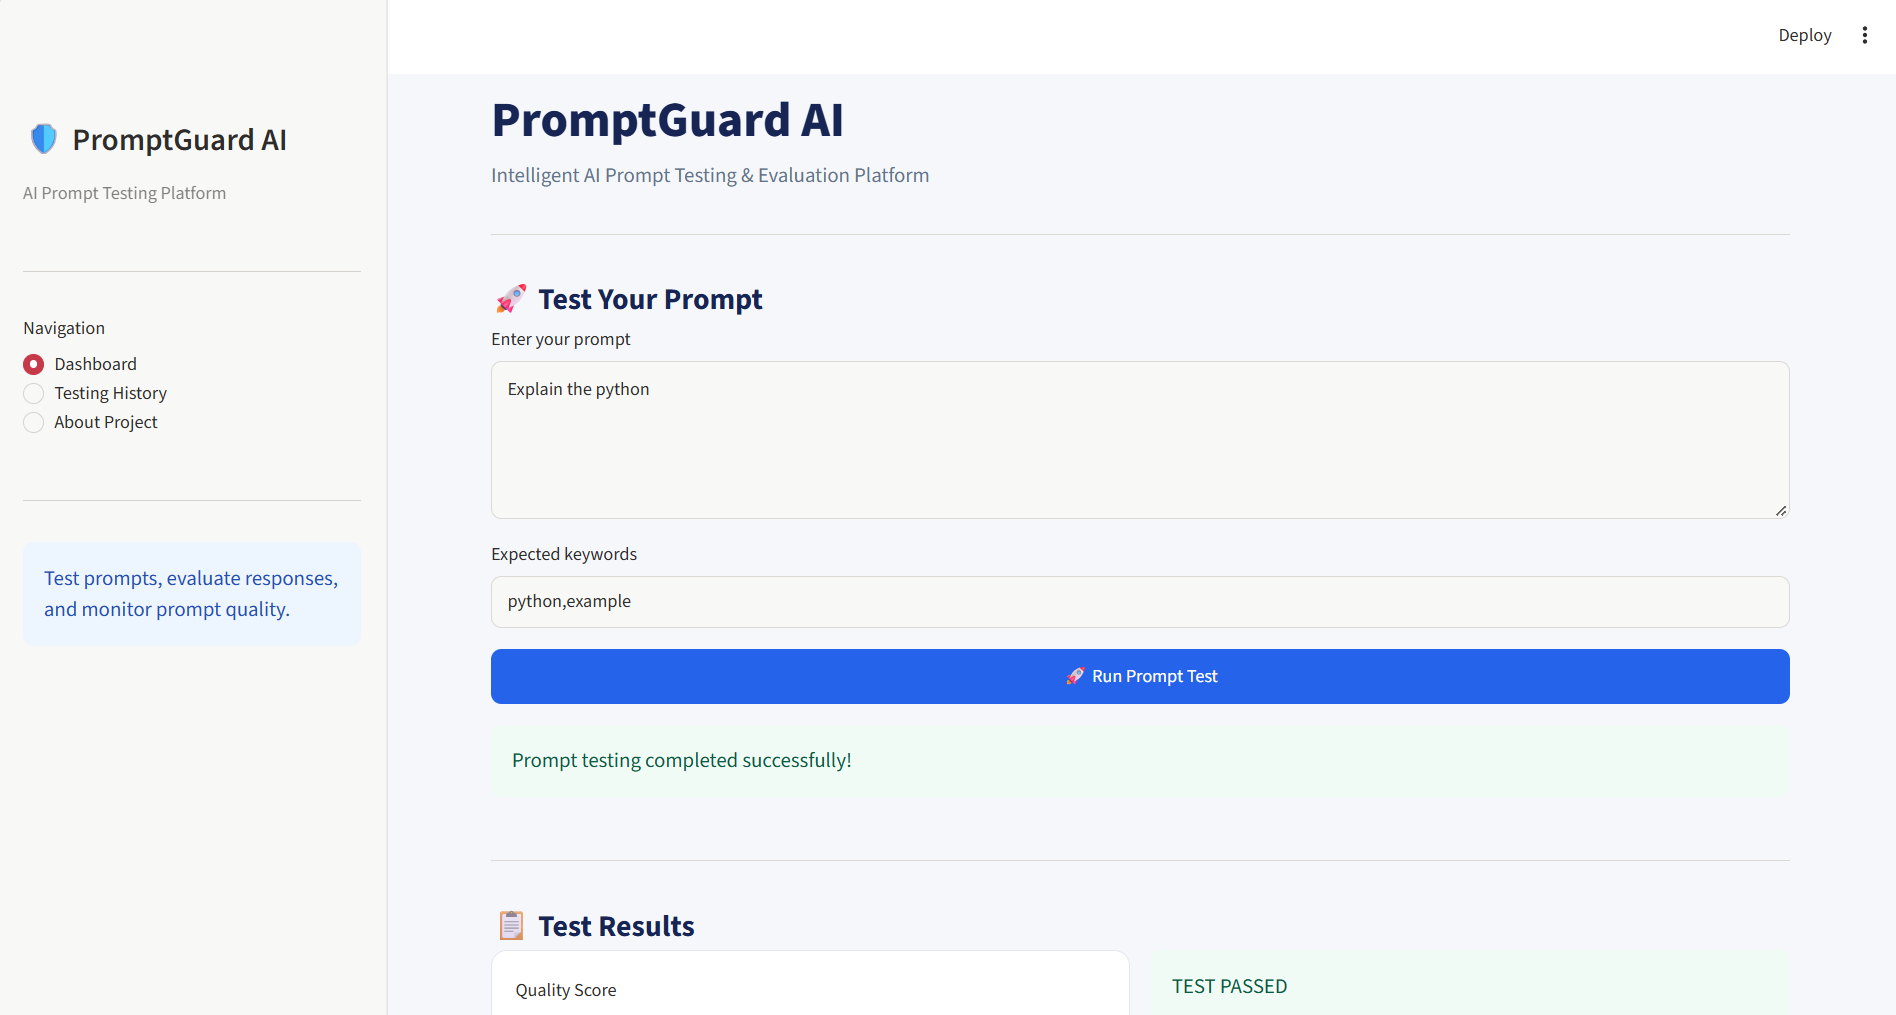 Deploy
PromptGuard AI
AI Prompt Testing Platform
Navigation
Dashboard
Testing History
About Project
Test prompts, evaluate responses,
and monitor prompt quality.
PromptGuard AI
Intelligent AI Prompt Testing & Evaluation Platform
Test Your Prompt
Enter your prompt
Explain the python
Expected keywords
python,example
Run Prompt Test
Prompt testing completed successfully!
Test Results
Quality Score
TEST PASSED